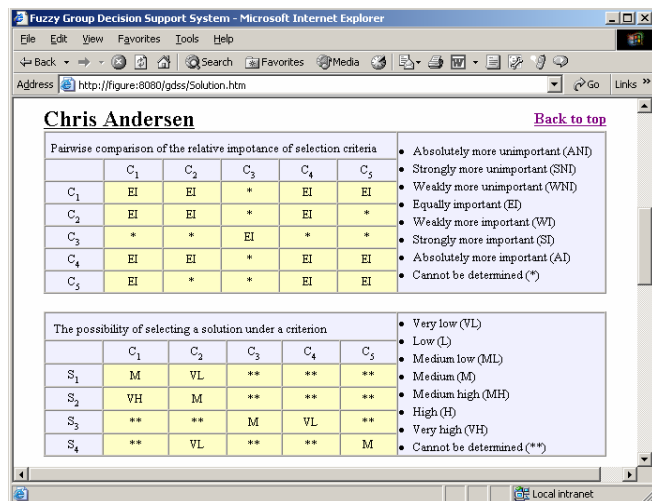 Fuzzy Group Decision Support System - Microsoft Internet Explorer
File Edit View Favorites Tools Help
Back Search Favorites Media
Address http://figure:8080/gdss/Solution.htm Go Links »
Chris Andersen Back to top
Pairwise comparison of the relative impotance of selection criteria
C1 C2 C3 C4 C5
C1 EI EI * EI EI
C2 EI EI * EI *
C3 * * EI * *
C4 EI EI * EI EI
C5 EI * * EI EI
• Absolutely more unimportant (ANI)
• Strongly more unimportant (SNI)
• Weakly more unimportant (WNI)
• Equally important (EI)
• Weakly more important (WI)
• Strongly more important (SI)
• Absolutely more important (AI)
• Cannot be determined (*)
The possibility of selecting a solution under a criterion
C1 C2 C3 C4 C5
S1 M VL ** ** **
S2 VH M ** ** **
S3 ** ** M VL **
S4 ** VL ** ** M
• Very low (VL)
• Low (L)
• Medium low (ML)
• Medium (M)
• Medium high (MH)
• High (H)
• Very high (VH)
• Cannot be determined (**)
Local intranet